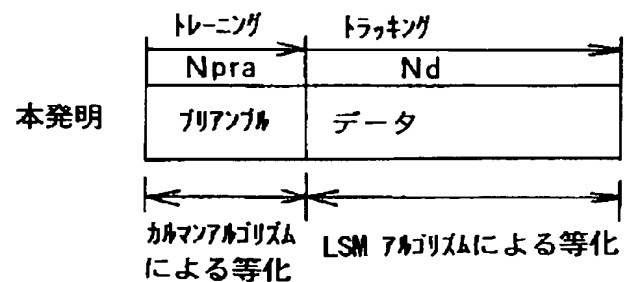 ﾄﾚｰﾆﾝｸﾞ ﾄﾗｯｷﾝｸﾞ
Npra Nd
本発明 ﾌﾟﾘｱﾝﾌﾞﾙ データ
ｶﾙﾏﾝｱﾙｺﾞﾘｽﾞﾑ
による等化
LSM ｱﾙｺﾞﾘｽﾞﾑによる等化